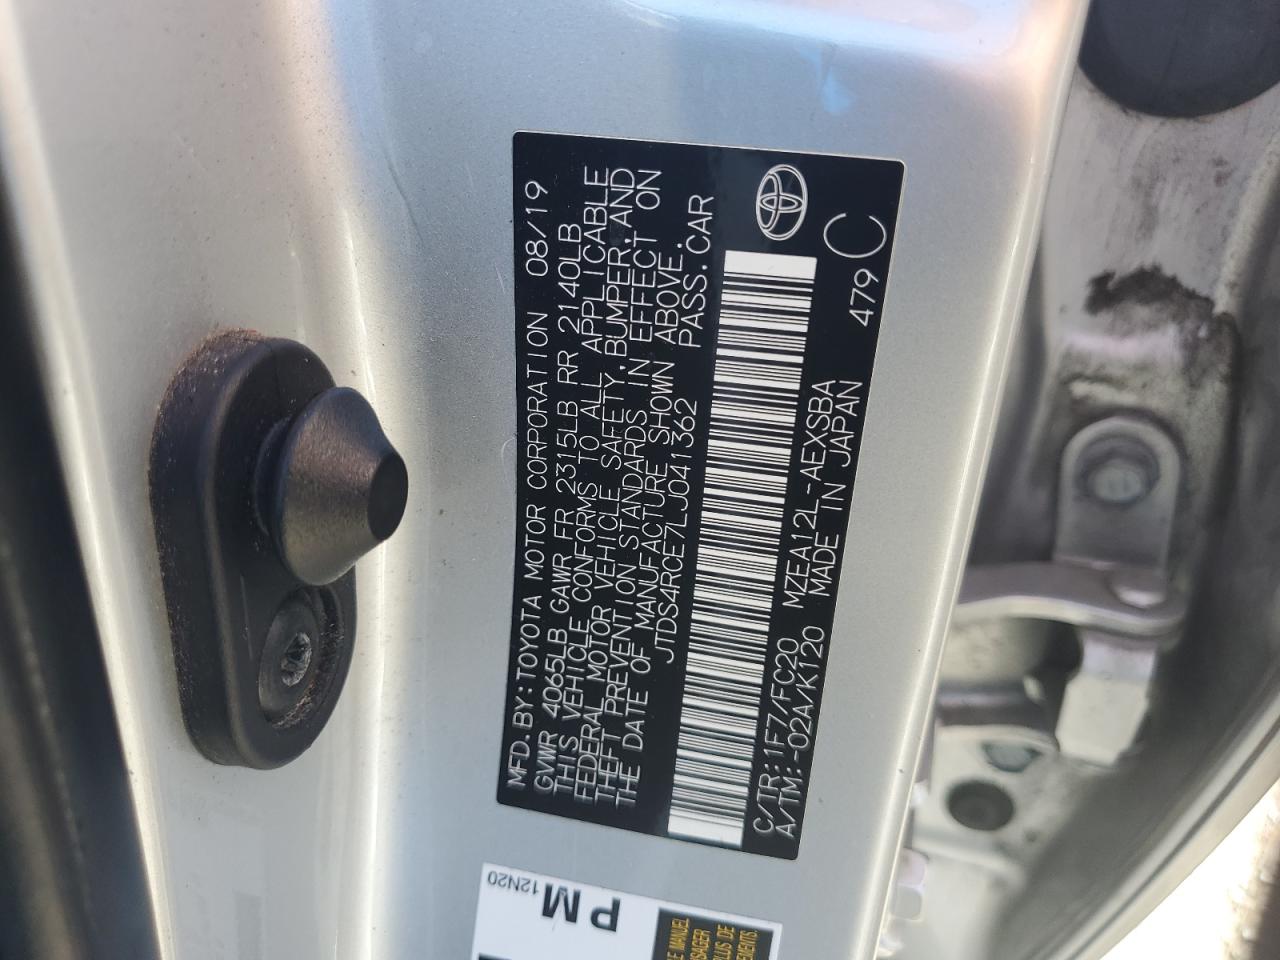 MFD. BY: TOYOTA MOTOR CORPORATION 08/19
GVWR 4065LB GAWR FR 2315LB RR 2140LB
THIS VEHICLE CONFORMS TO ALL APPLICABLE
FEDERAL MOTOR VEHICLE SAFETY, BUMPER, AND
THEFT PREVENTION STANDARDS IN EFFECT ON
THE DATE OF MANUFACTURE SHOWN ABOVE.
JTDS4RCE7LJ041362 PASS. CAR
C/TR: 1F7/FC20 MZEA12L-AEXSBA 479 C
A/TM: -02A/K120 MADE IN JAPAN
12N20
PM
MANUEL